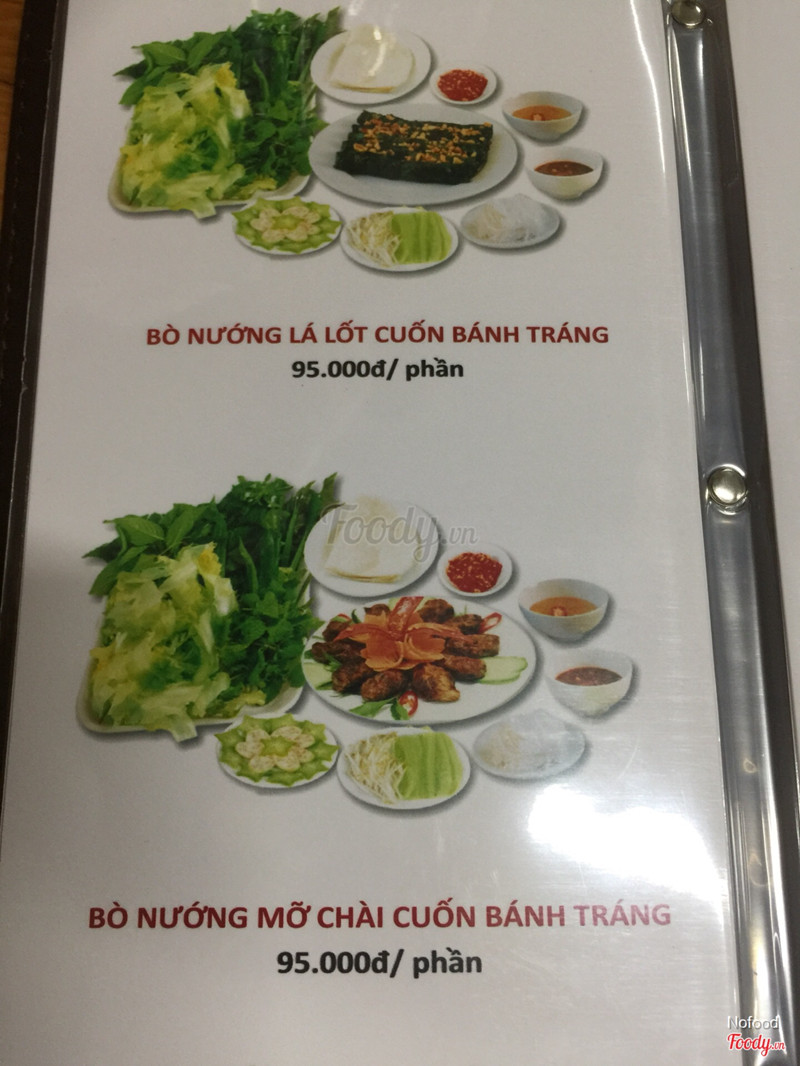 BÒ NƯỚNG LÁ LỐT CUỐN BÁNH TRÁNG
95.000đ/ phần
Foody.vn
BÒ NƯỚNG MỠ CHÀI CUỐN BÁNH TRÁNG
95.000đ/ phần
Nofood
Foody.vn